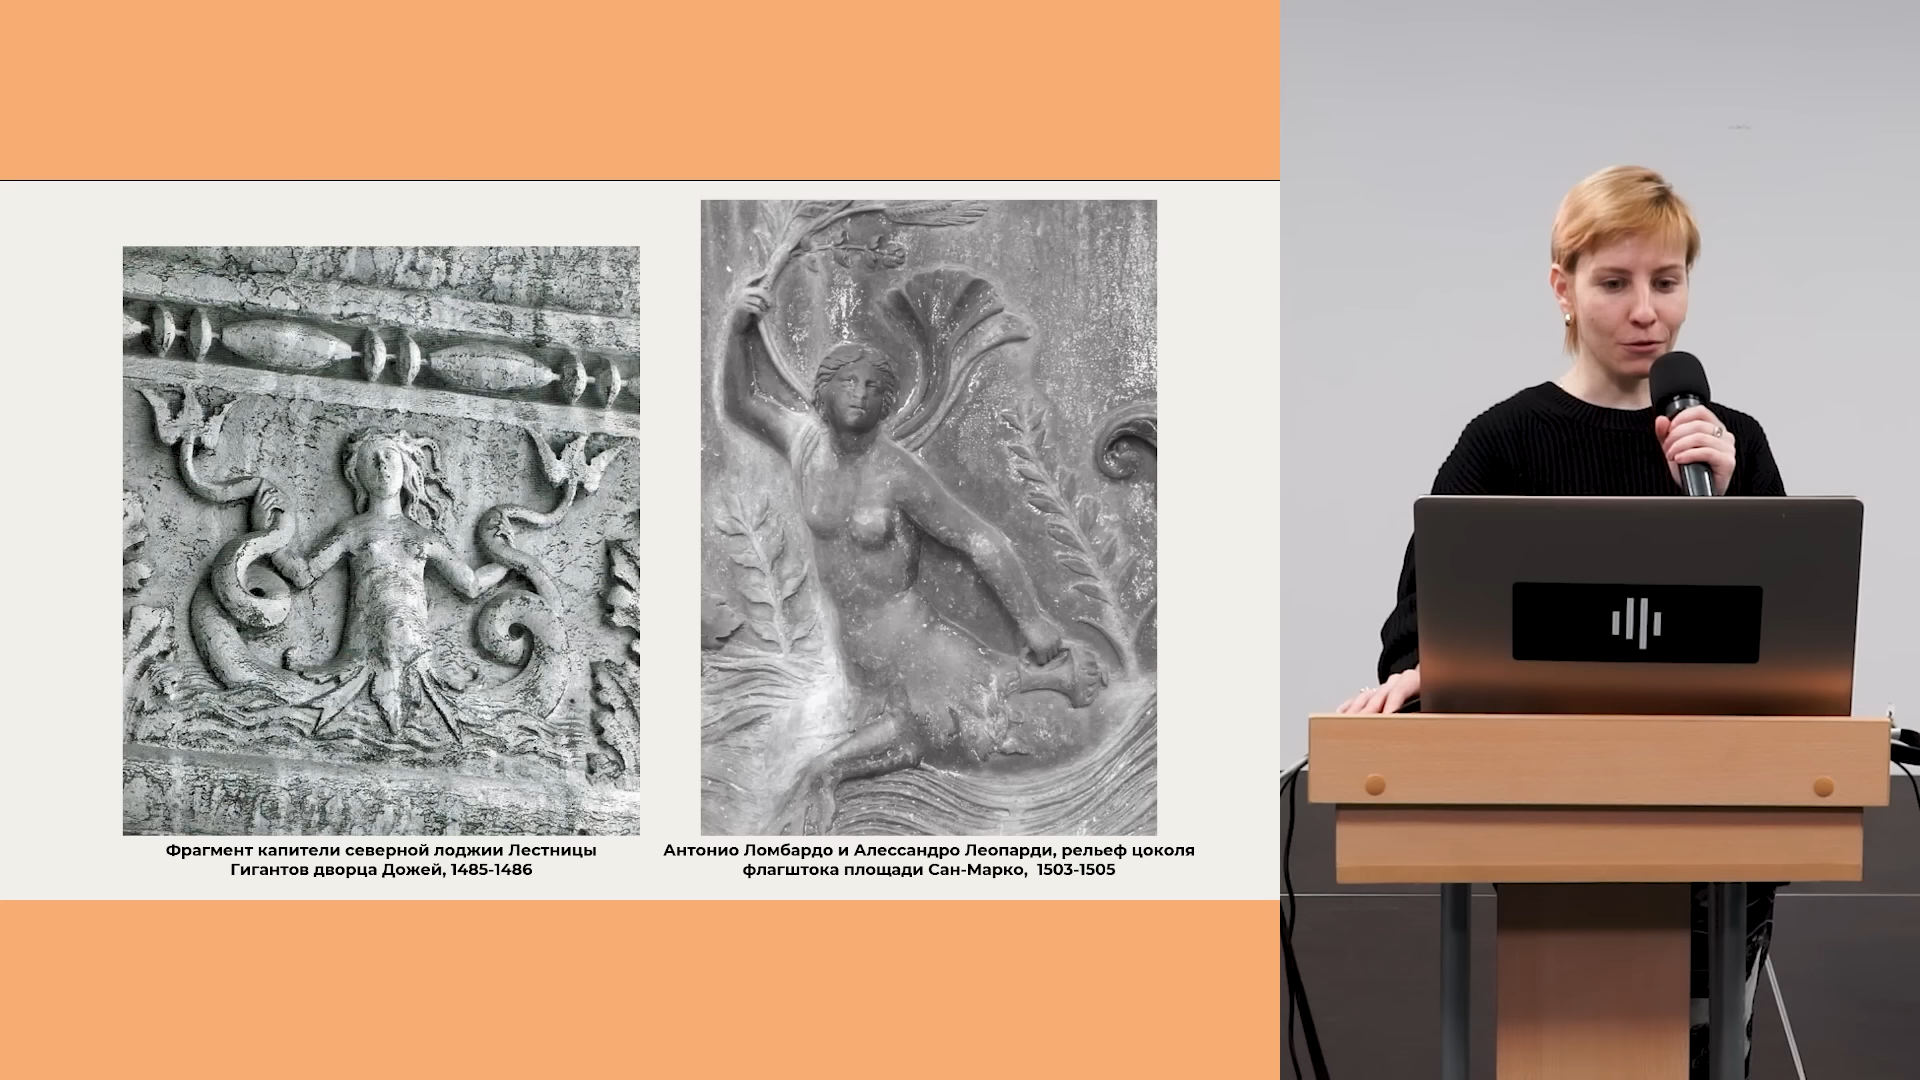 Фрагмент капители северной лоджии Лестницы
Гигантов дворца Дожей, 1485-1486
Антонио Ломбардо и Алессандро Леопарди, рельеф цоколя
флагштока площади Сан-Марко, 1503-1505